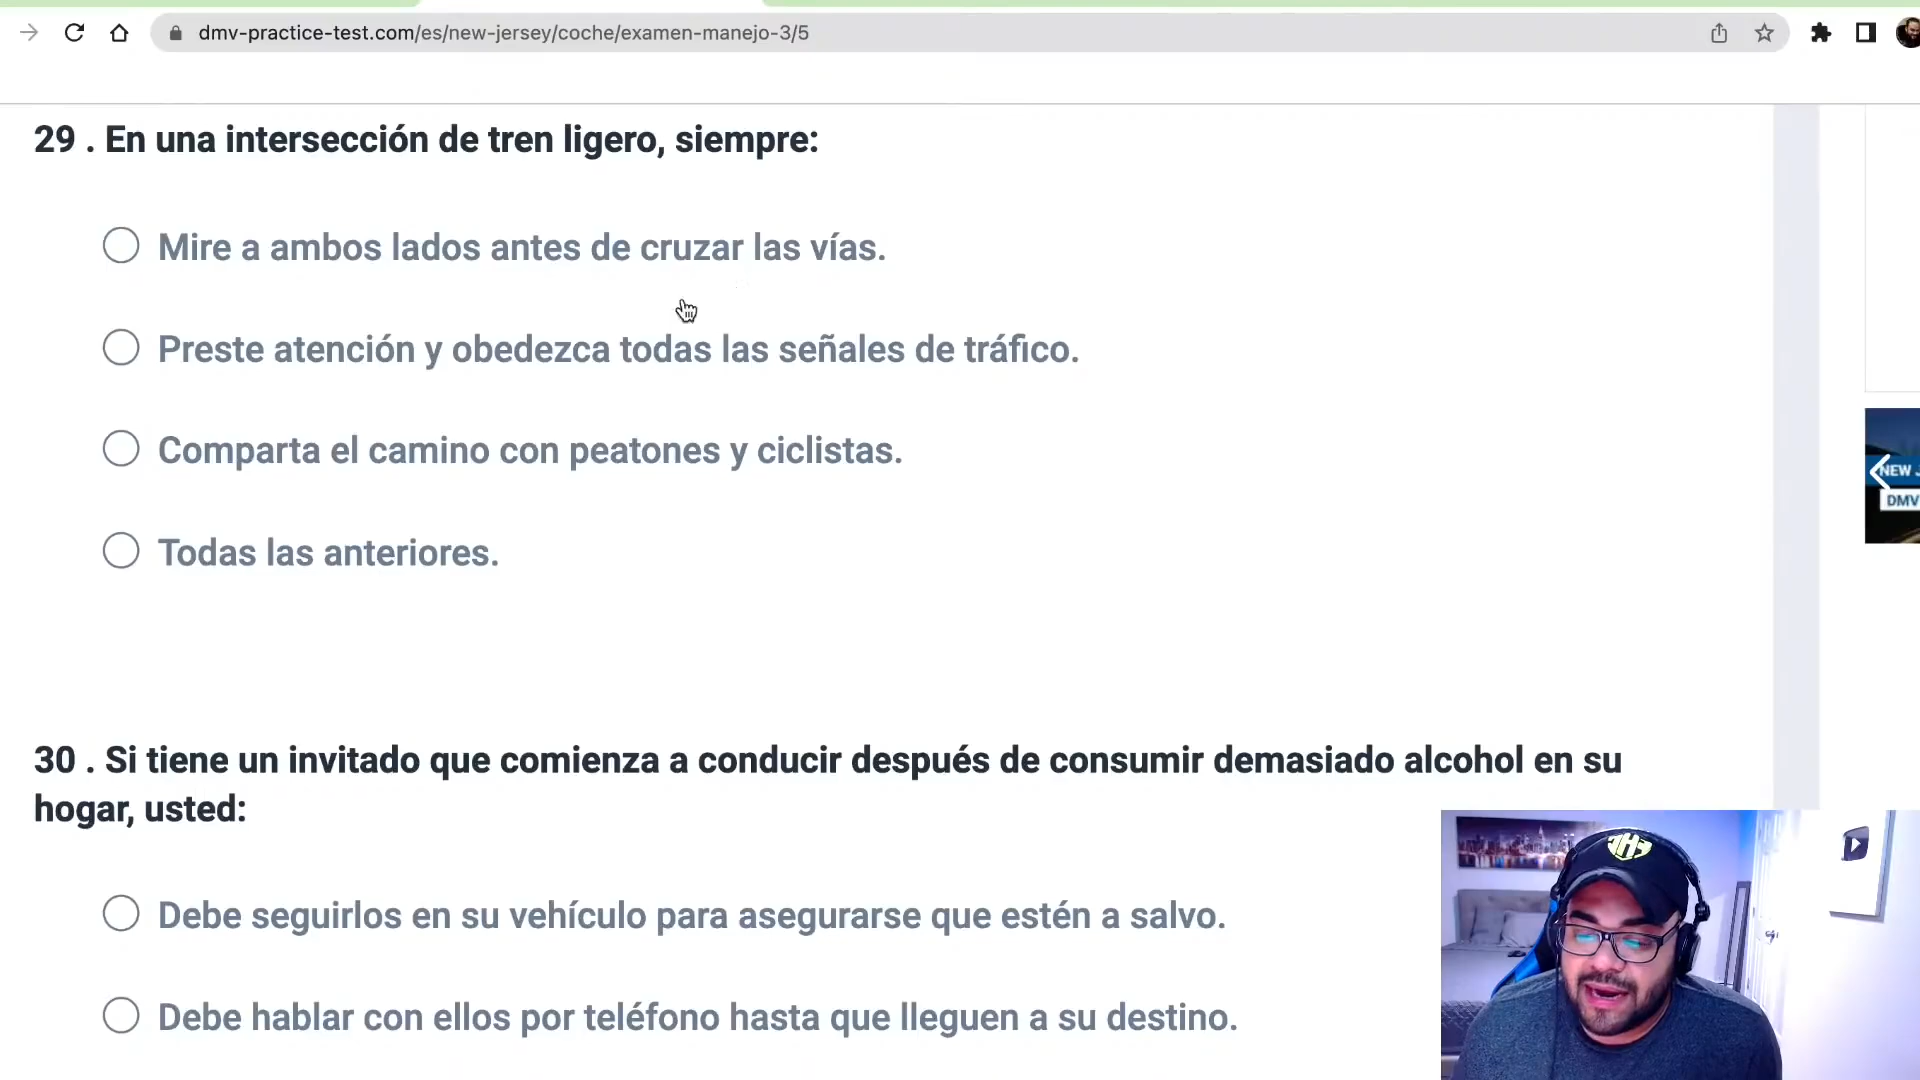 dmv-practice-test.com/es/new-jersey/coche/examen-manejo-3/5
29 . En una intersección de tren ligero, siempre:
Mire a ambos lados antes de cruzar las vías.
Preste atención y obedezca todas las señales de tráfico.
Comparta el camino con peatones y ciclistas.
Todas las anteriores.
NEW
DMV
30 . Si tiene un invitado que comienza a conducir después de consumir demasiado alcohol en su
hogar, usted:
Debe seguirlos en su vehículo para asegurarse que estén a salvo.
Debe hablar con ellos por teléfono hasta que lleguen a su destino.